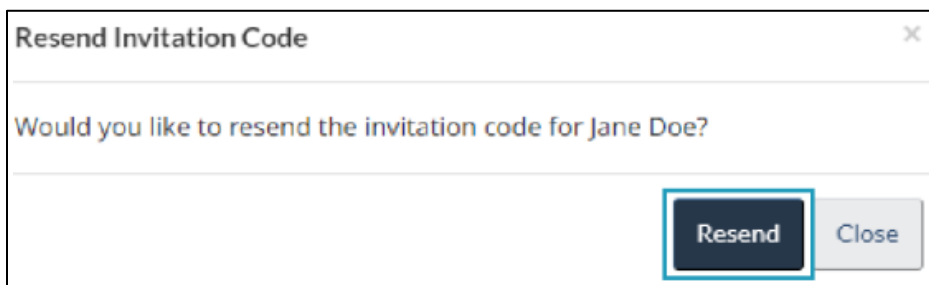 Resend Invitation Code
Would you like to resend the invitation code for Jane Doe?
Resend Close